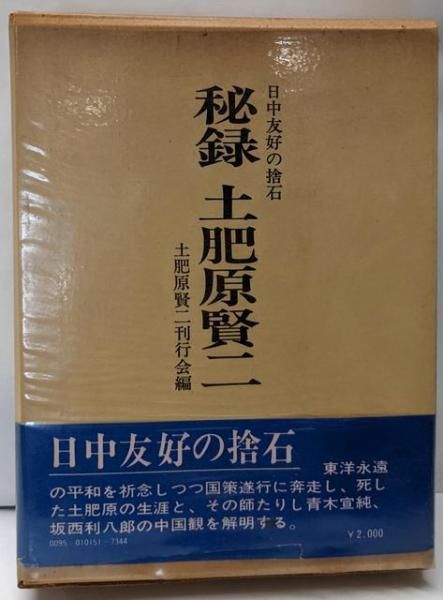 日中友好の捨石
秘録 土肥原賢二
土肥原賢二刊行会編
日中友好の捨石
東洋永遠
の平和を祈念しつつ国策遂行に奔走し、死し
た土肥原の生涯と、その師たりし青木宣純、
坂西利八郎の中国観を解明する。
0095-010151-7344
￥2.000